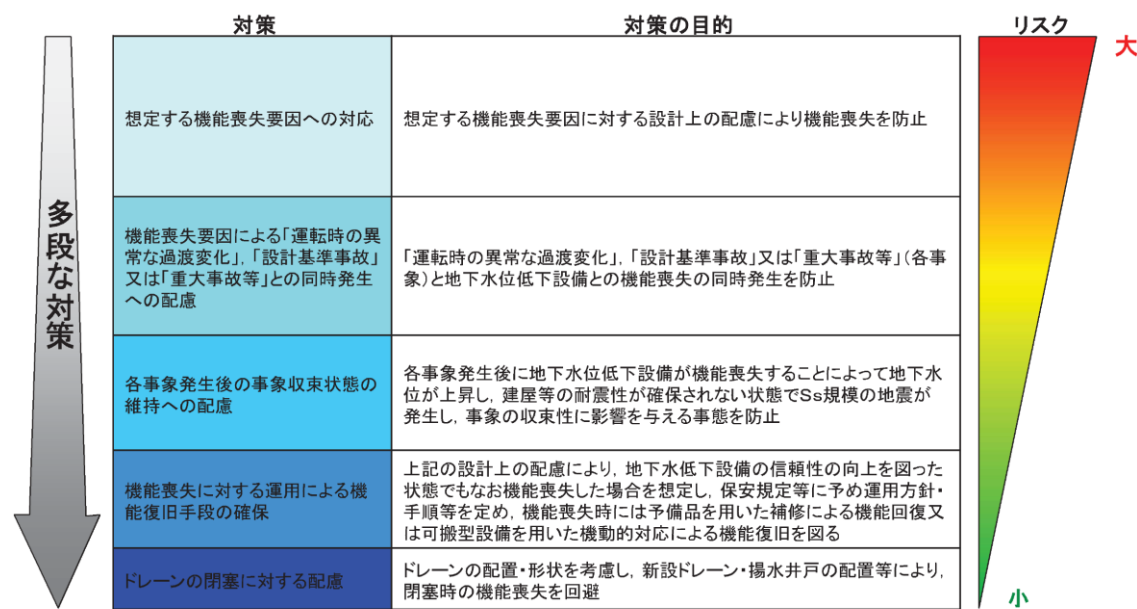 対策
対策の目的
リスク
大
多段な対策
想定する機能喪失要因への対応
想定する機能喪失要因に対する設計上の配慮により機能喪失を防止
機能喪失要因による「運転時の異
常な過渡変化」，「設計基準事故」
又は「重大事故等」との同時発生
への配慮
「運転時の異常な過渡変化」，「設計基準事故」又は「重大事故等」（各事
象）と地下水位低下設備との機能喪失の同時発生を防止
各事象発生後の事象収束状態の
維持への配慮
各事象発生後に地下水位低下設備が機能喪失することによって地下水
位が上昇し，建屋等の耐震性が確保されない状態でSs規模の地震が
発生し，事象の収束性に影響を与える事態を防止
機能喪失に対する運用による機
能復旧手段の確保
上記の設計上の配慮により，地下水低下設備の信頼性の向上を図った
状態でもなお機能喪失した場合を想定し，保安規定等に予め運用方針・
手順等を定め，機能喪失時には予備品を用いた補修による機能回復又
は可搬型設備を用いた機動的対応による機能復旧を図る
ドレーンの閉塞に対する配慮
ドレーンの配置・形状を考慮し，新設ドレーン・揚水井戸の配置等により，
閉塞時の機能喪失を回避
小